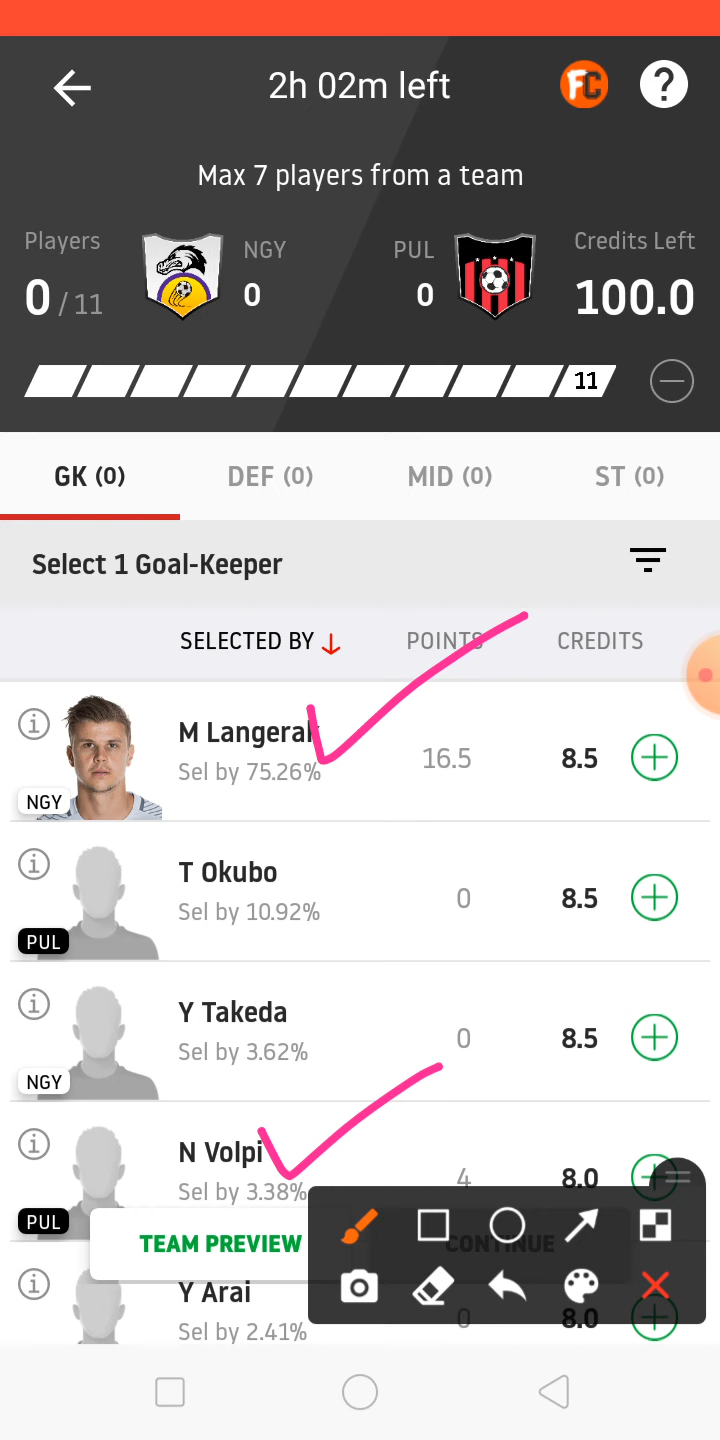 2h 02m left
FC
?
Max 7 players from a team
Players
NGY
PUL
Credits Left
0 / 11
0
0
100.0
11
GK (0)
DEF (0)
MID (0)
ST (0)
Select 1 Goal-Keeper
SELECTED BY
POINTS
CREDITS
M Langerak
Sel by 75.26%
16.5
8.5
NGY
T Okubo
Sel by 10.92%
0
8.5
PUL
Y Takeda
Sel by 3.62%
0
8.5
NGY
N Volpi
Sel by 3.38%
4
8.0
PUL
TEAM PREVIEW
CONTINUE
Y Arai
Sel by 2.41%
0
8.0